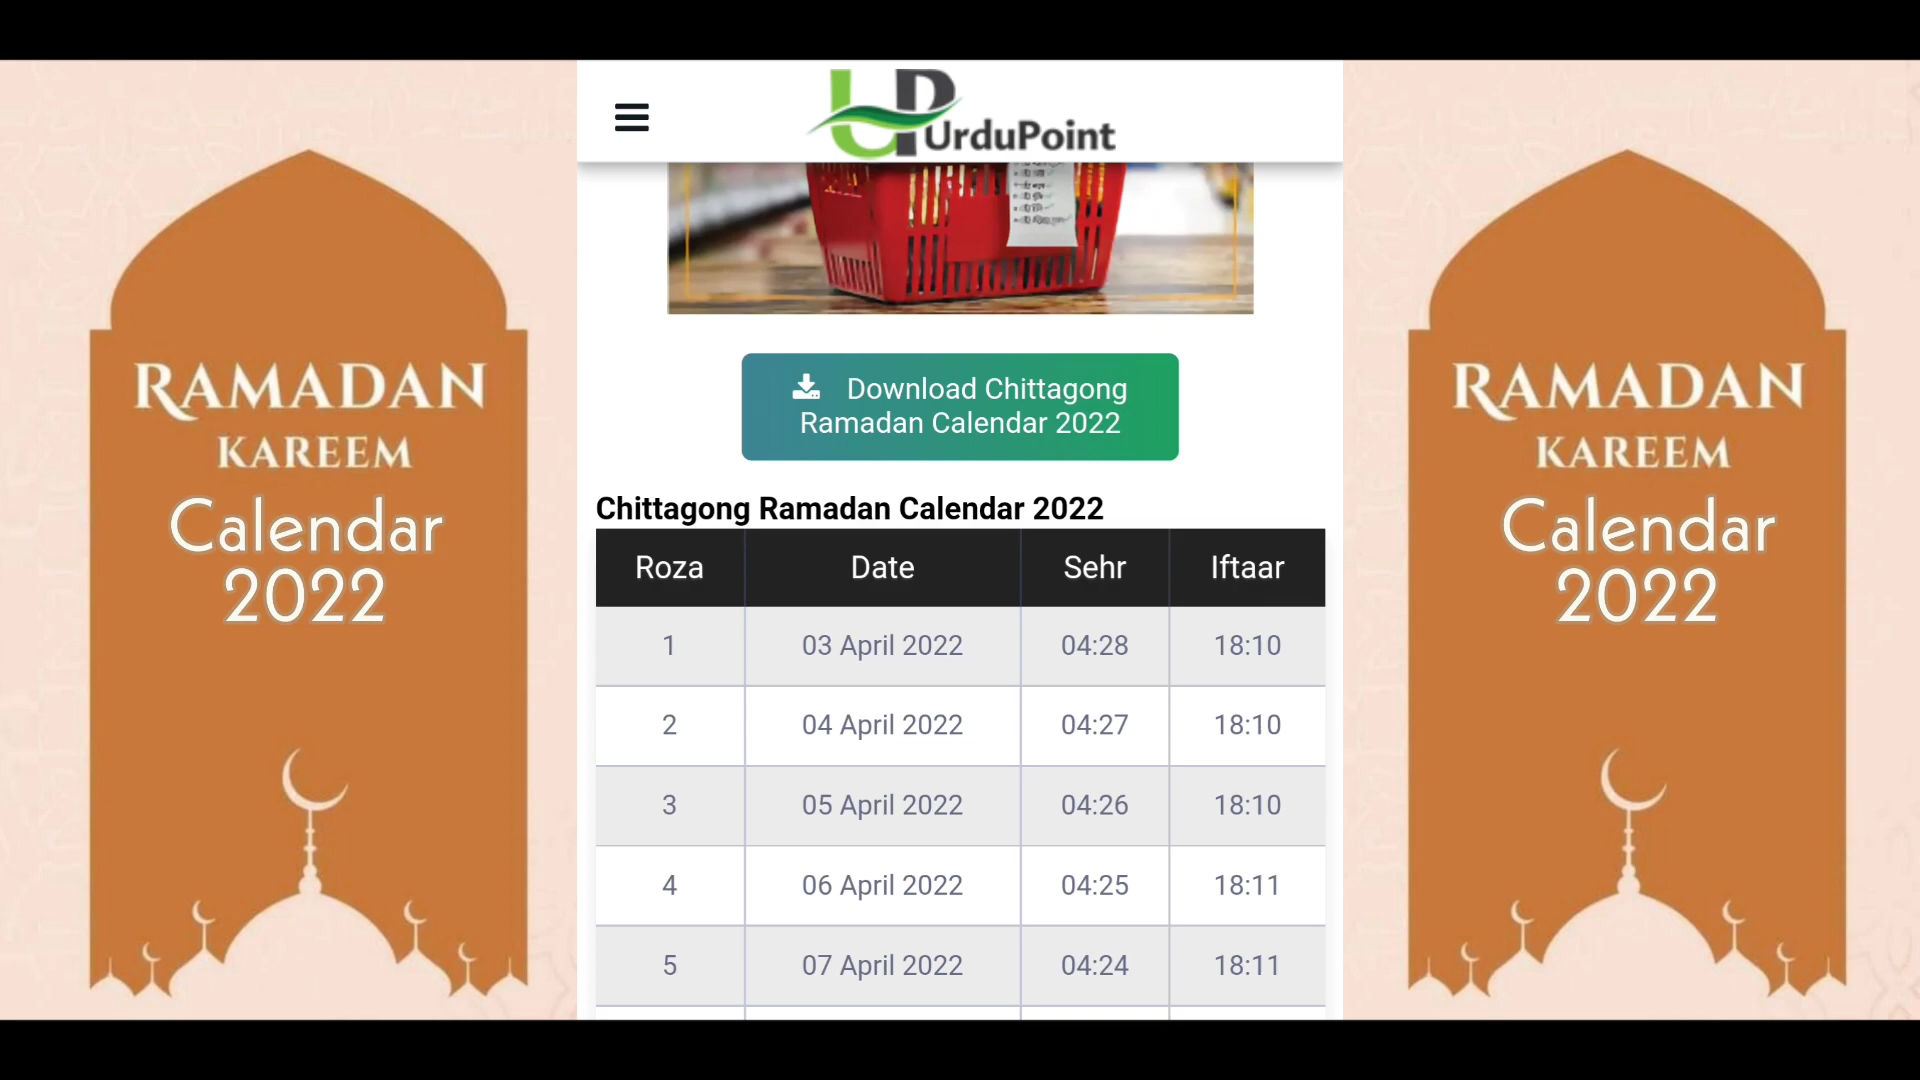 RAMADAN
KAREEM
Calendar
2022
UrduPoint
Download Chittagong
Ramadan Calendar 2022
Chittagong Ramadan Calendar 2022
Roza Date Sehr Iftaar
1 03 April 2022 04:28 18:10
2 04 April 2022 04:27 18:10
3 05 April 2022 04:26 18:10
4 06 April 2022 04:25 18:11
5 07 April 2022 04:24 18:11
RAMADAN
KAREEM
Calendar
2022